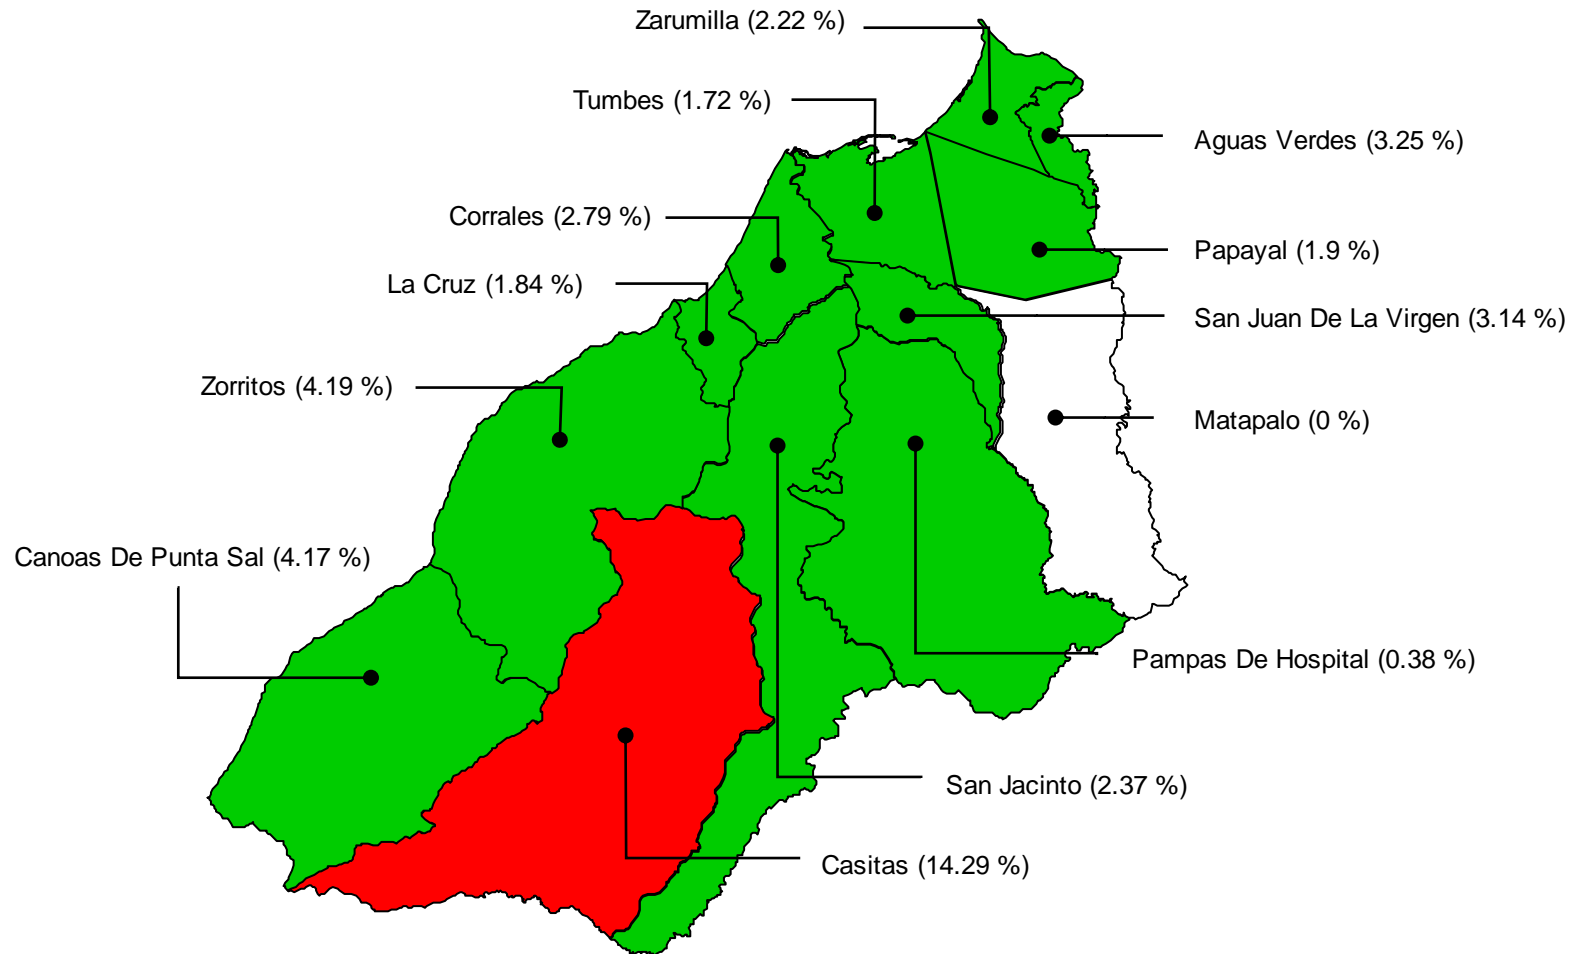 Zarumilla (2.22 %)
Tumbes (1.72 %)
Aguas Verdes (3.25 %)
Corrales (2.79 %)
Papayal (1.9 %)
La Cruz (1.84 %)
San Juan De La Virgen (3.14 %)
Zorritos (4.19 %)
Matapalo (0 %)
Canoas De Punta Sal (4.17 %)
Pampas De Hospital (0.38 %)
San Jacinto (2.37 %)
Casitas (14.29 %)